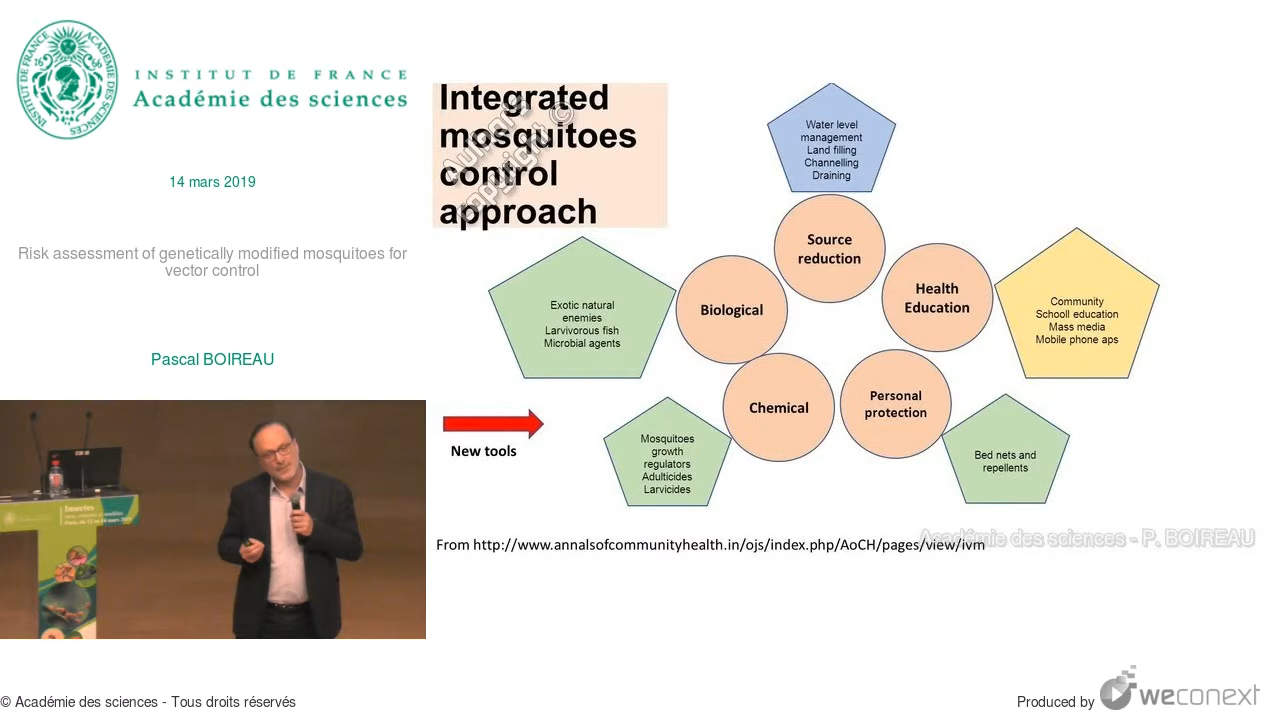 INSTITUT DE FRANCE
Académie des sciences
14 mars 2019
Risk assessment of genetically modified mosquitoes for
vector control
Pascal BOIREAU
Integrated
mosquitoes
control
approach
Author's
copyright ©
Water level
management
Land filling
Channelling
Draining
Source
reduction
Health
Education
Community
Schooll education
Mass media
Mobile phone aps
Biological
Exotic natural
enemies
Larvivorous fish
Microbial agents
Chemical
Mosquitoes
growth
regulators
Adulticides
Larvicides
Personal
protection
Bed nets and
repellents
New tools
From http://www.annalsofcommunityhealth.in/ojs/index.php/AoCH/pages/view/ivm
Académie des sciences - P. BOIREAU
Insectes
© Académie des sciences - Tous droits réservés
Produced by
weconext